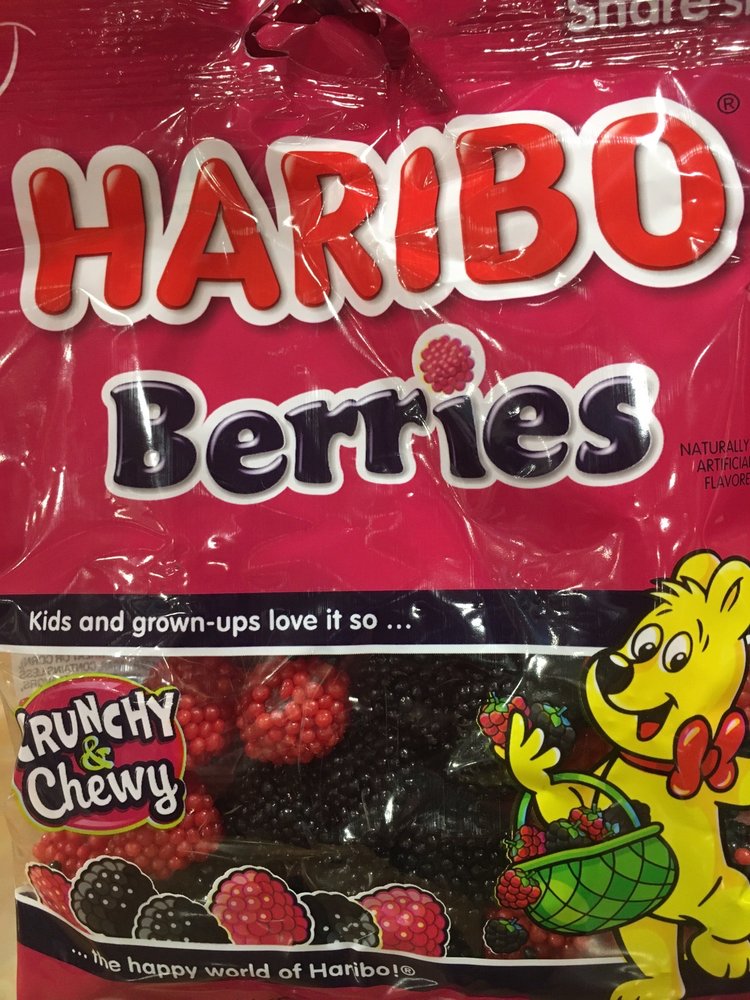 Share
HARIBO®
Berries
NATURALLY
ARTIFICIA
FLAVORE
Kids and grown-ups love it so ...
CRUNCHY
&
Chewy
... the happy world of Haribo!®